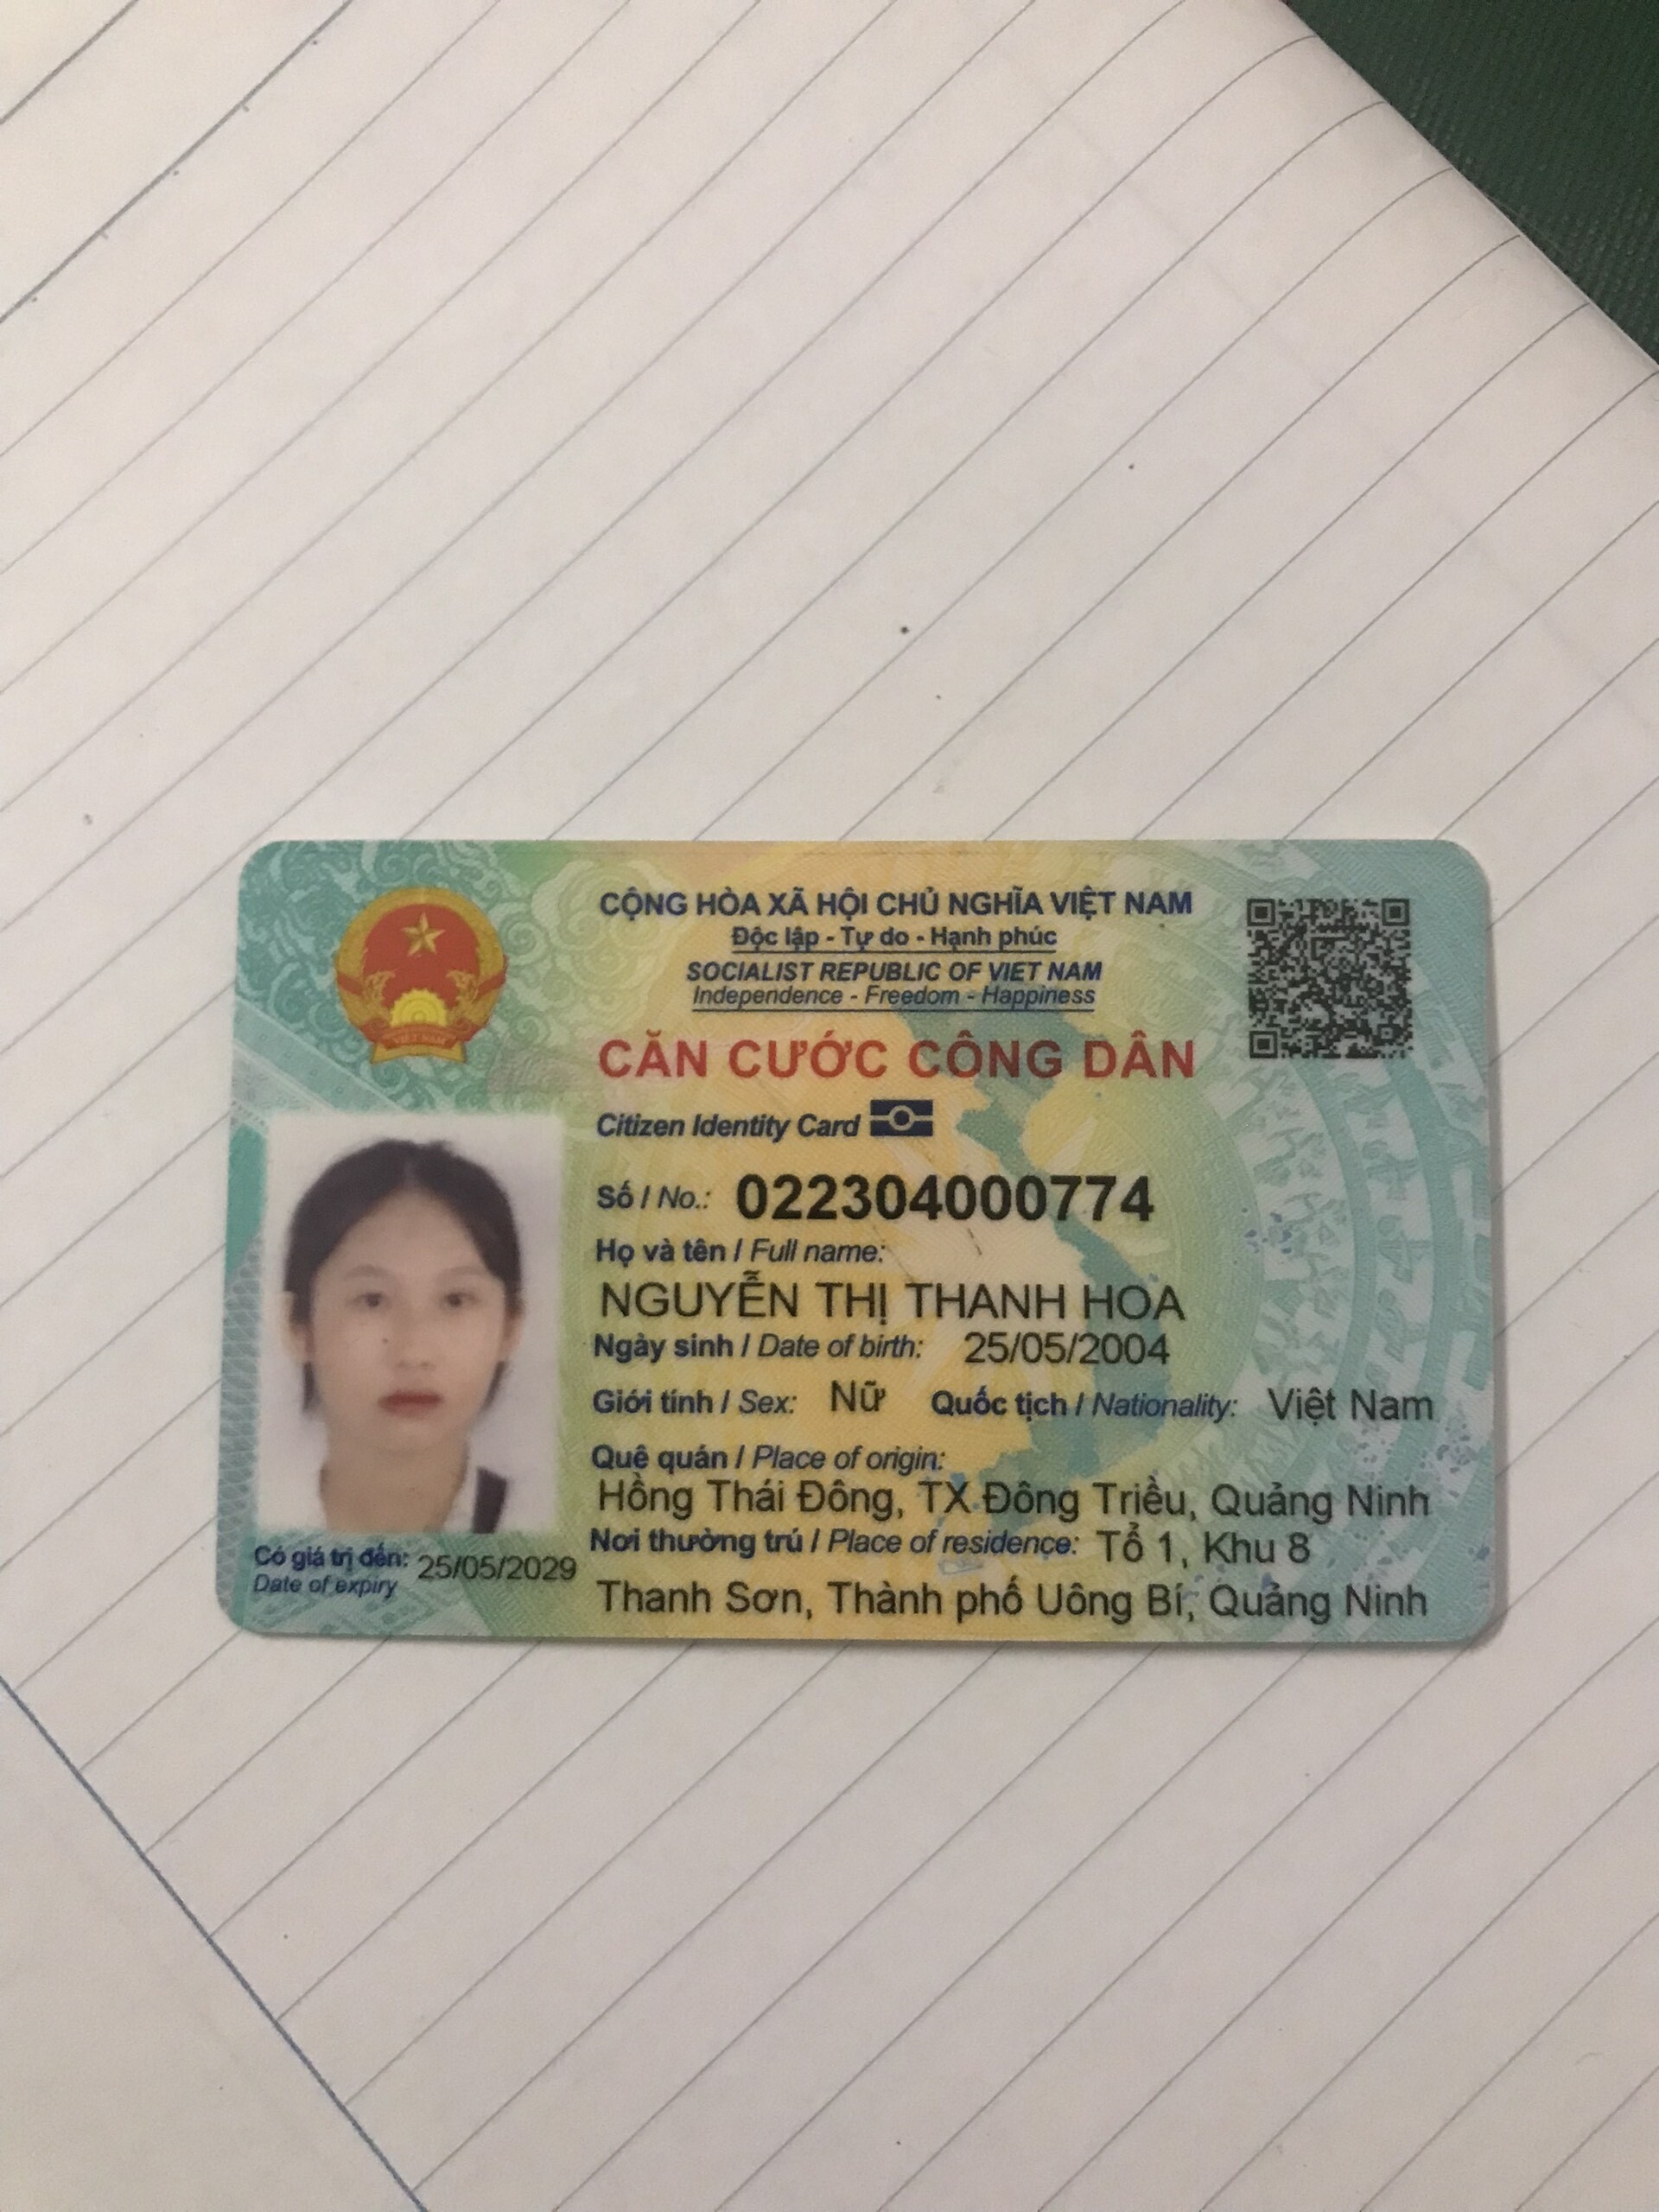 CỘNG HÒA XÃ HỘI CHỦ NGHĨA VIỆT NAM
Độc lập - Tự do - Hạnh phúc
SOCIALIST REPUBLIC OF VIET NAM
Independence - Freedom - Happiness
CĂN CƯỚC CÔNG DÂN
Citizen Identity Card
Số / No.: 022304000774
Họ và tên / Full name:
NGUYỄN THỊ THANH HOA
Ngày sinh / Date of birth: 25/05/2004
Giới tính / Sex: Nữ Quốc tịch / Nationality: Việt Nam
Quê quán / Place of origin:
Hồng Thái Đông, TX Đông Triều, Quảng Ninh
Nơi thường trú / Place of residence: Tổ 1, Khu 8
Thanh Sơn, Thành phố Uông Bí, Quảng Ninh
Có giá trị đến: 25/05/2029
Date of expiry
VIỆT NAM